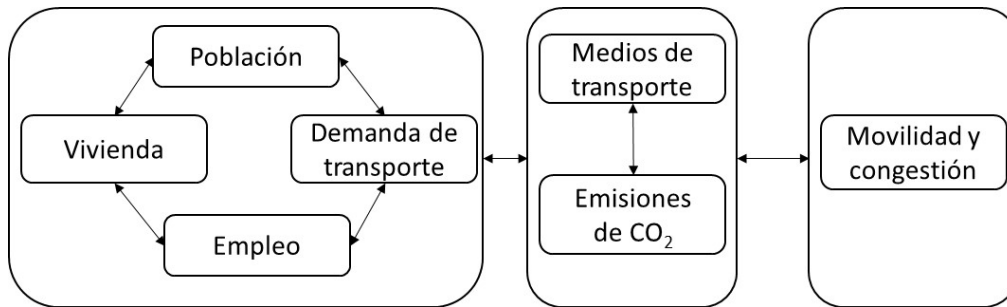 Población
Vivienda
Demanda de
transporte
Empleo
Medios de
transporte
Emisiones
de CO₂
Movilidad y
congestión